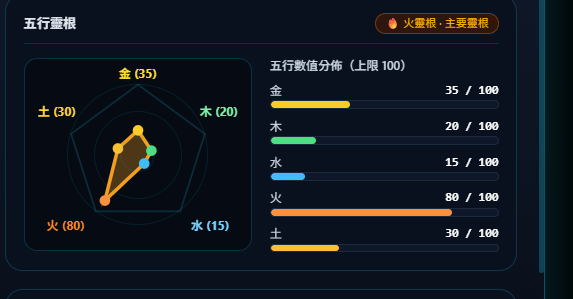 五行靈根
🔥 火靈根 · 主要靈根
金 (35)
土 (30)
木 (20)
火 (80)
水 (15)
五行數值分佈（上限 100）
金 35 / 100
木 20 / 100
水 15 / 100
火 80 / 100
土 30 / 100